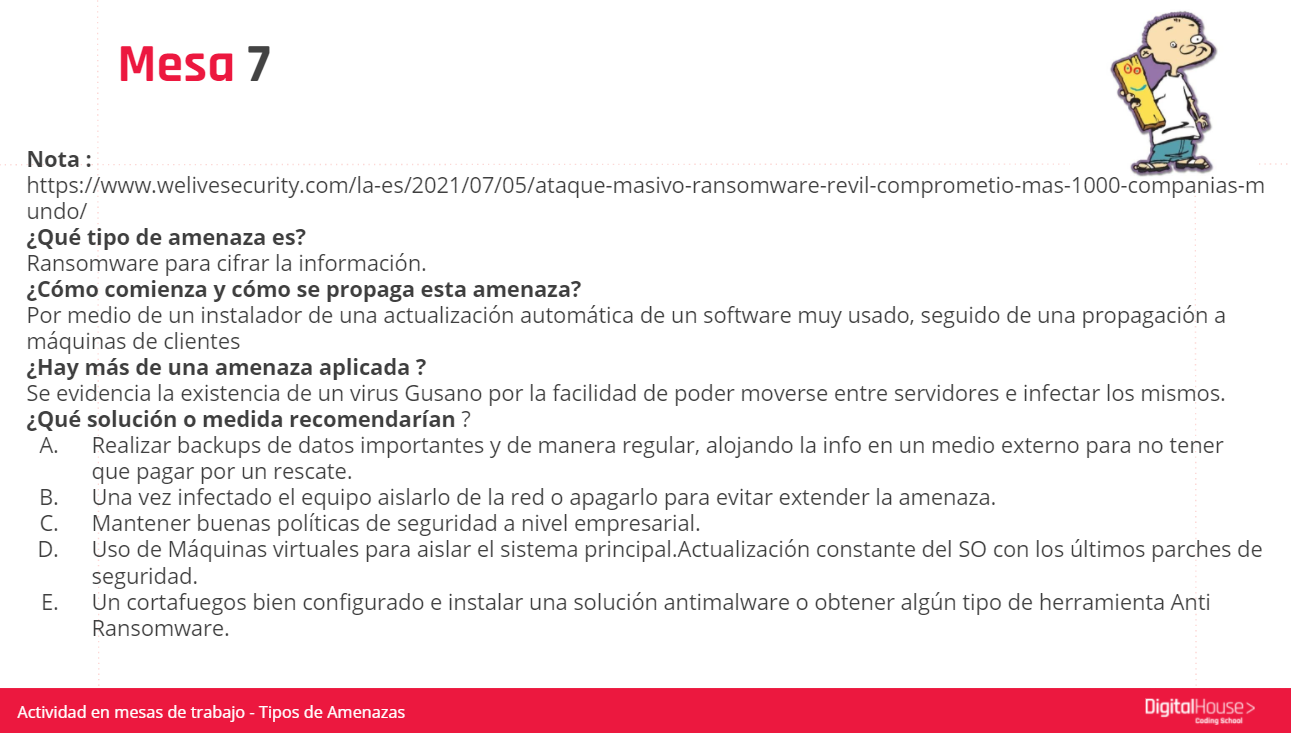 Mesa 7
Nota :
https://www.welivesecurity.com/la-es/2021/07/05/ataque-masivo-ransomware-revil-comprometio-mas-1000-companias-m
undo/
¿Qué tipo de amenaza es?
Ransomware para cifrar la información.
¿Cómo comienza y cómo se propaga esta amenaza?
Por medio de un instalador de una actualización automática de un software muy usado, seguido de una propagación a
máquinas de clientes
¿Hay más de una amenaza aplicada ?
Se evidencia la existencia de un virus Gusano por la facilidad de poder moverse entre servidores e infectar los mismos.
¿Qué solución o medida recomendarían ?
A. Realizar backups de datos importantes y de manera regular, alojando la info en un medio externo para no tener
que pagar por un rescate.
B. Una vez infectado el equipo aislarlo de la red o apagarlo para evitar extender la amenaza.
C. Mantener buenas políticas de seguridad a nivel empresarial.
D. Uso de Máquinas virtuales para aislar el sistema principal.Actualización constante del SO con los últimos parches de
seguridad.
E. Un cortafuegos bien configurado e instalar una solución antimalware o obtener algún tipo de herramienta Anti
Ransomware.
Actividad en mesas de trabajo - Tipos de Amenazas
DigitalHouse>
Coding School